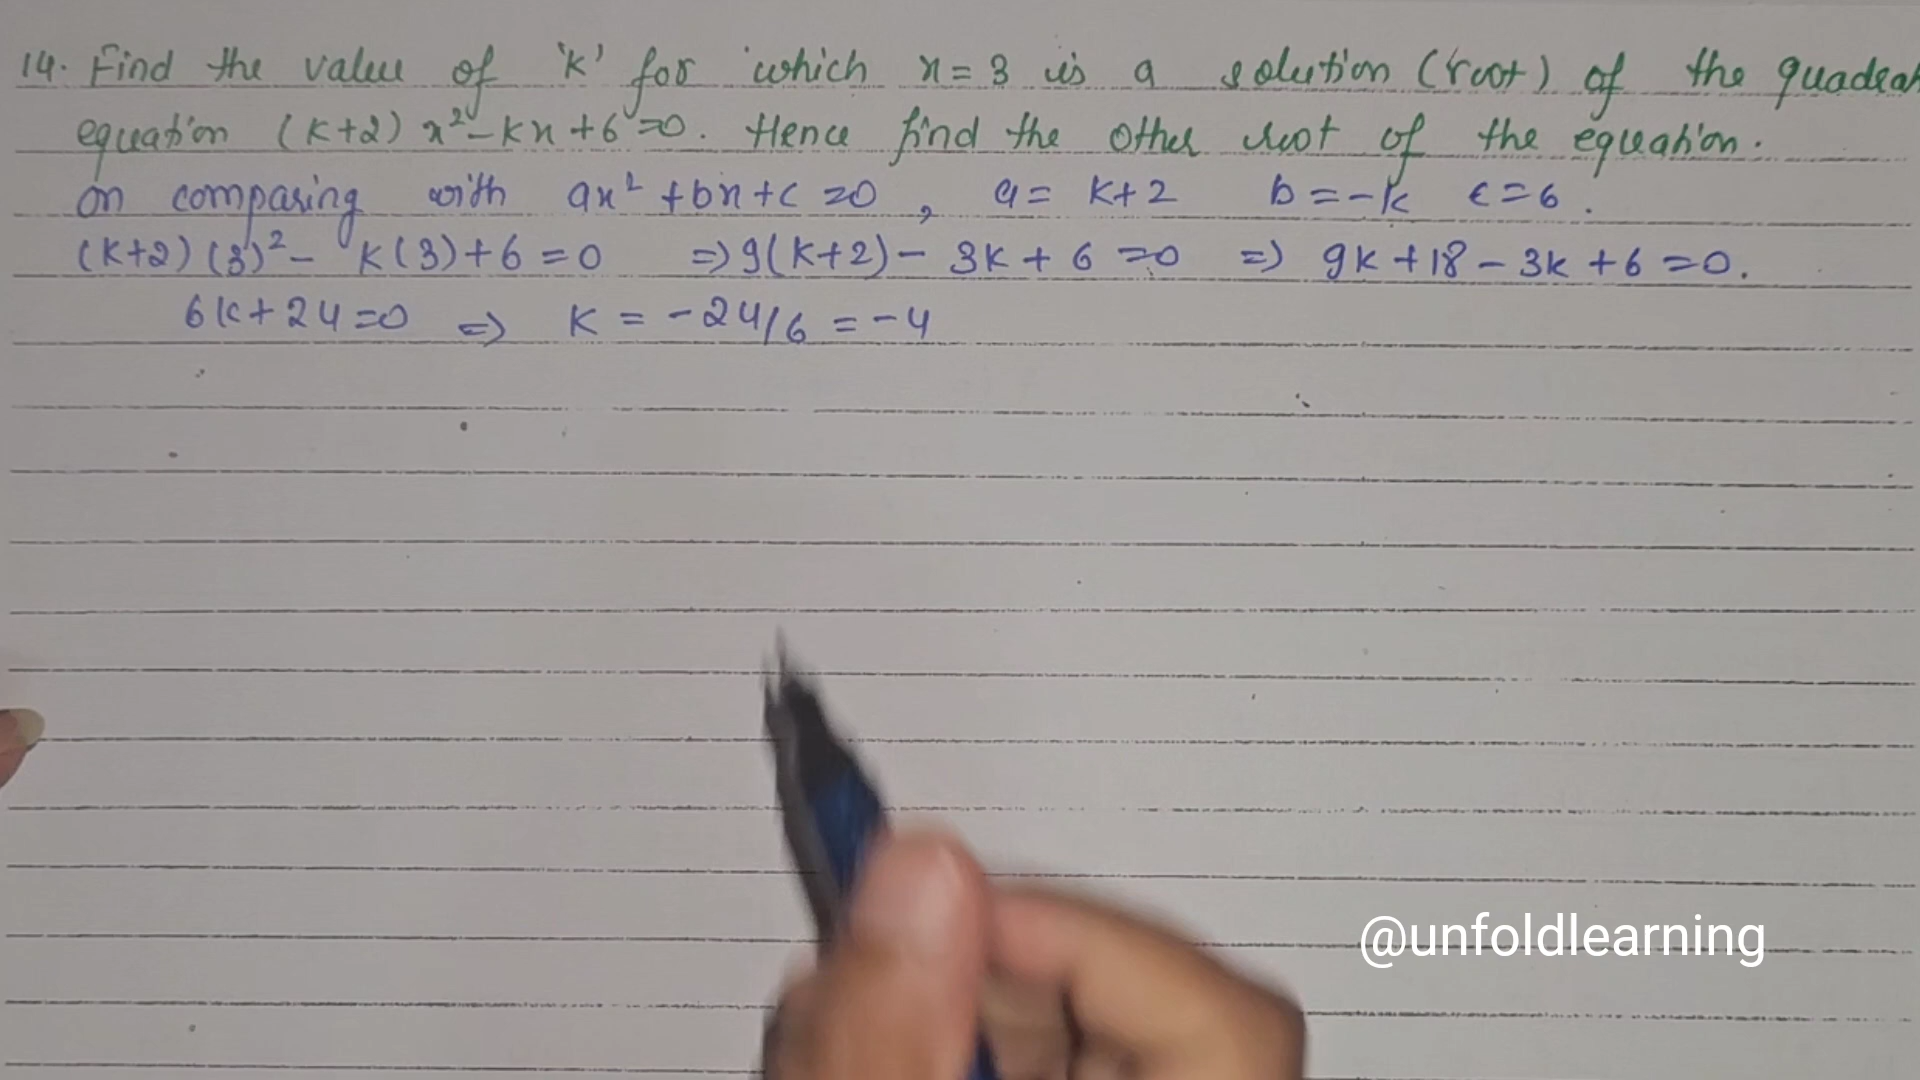 14. Find the value of 'k' for which x = 3 is a solution (root) of the quadrat
equation (k+2) x² - kx + 6 = 0. Hence find the other root of the equation.
on comparing with ax² + bx + c = 0 , a = k+2 b = -k c = 6 .
(k+2) (3)² - k(3) + 6 = 0 => 9(k+2) - 3k + 6 = 0 => 9k + 18 - 3k + 6 = 0.
6k + 24 = 0 => k = -24/6 = -4
@unfoldlearning